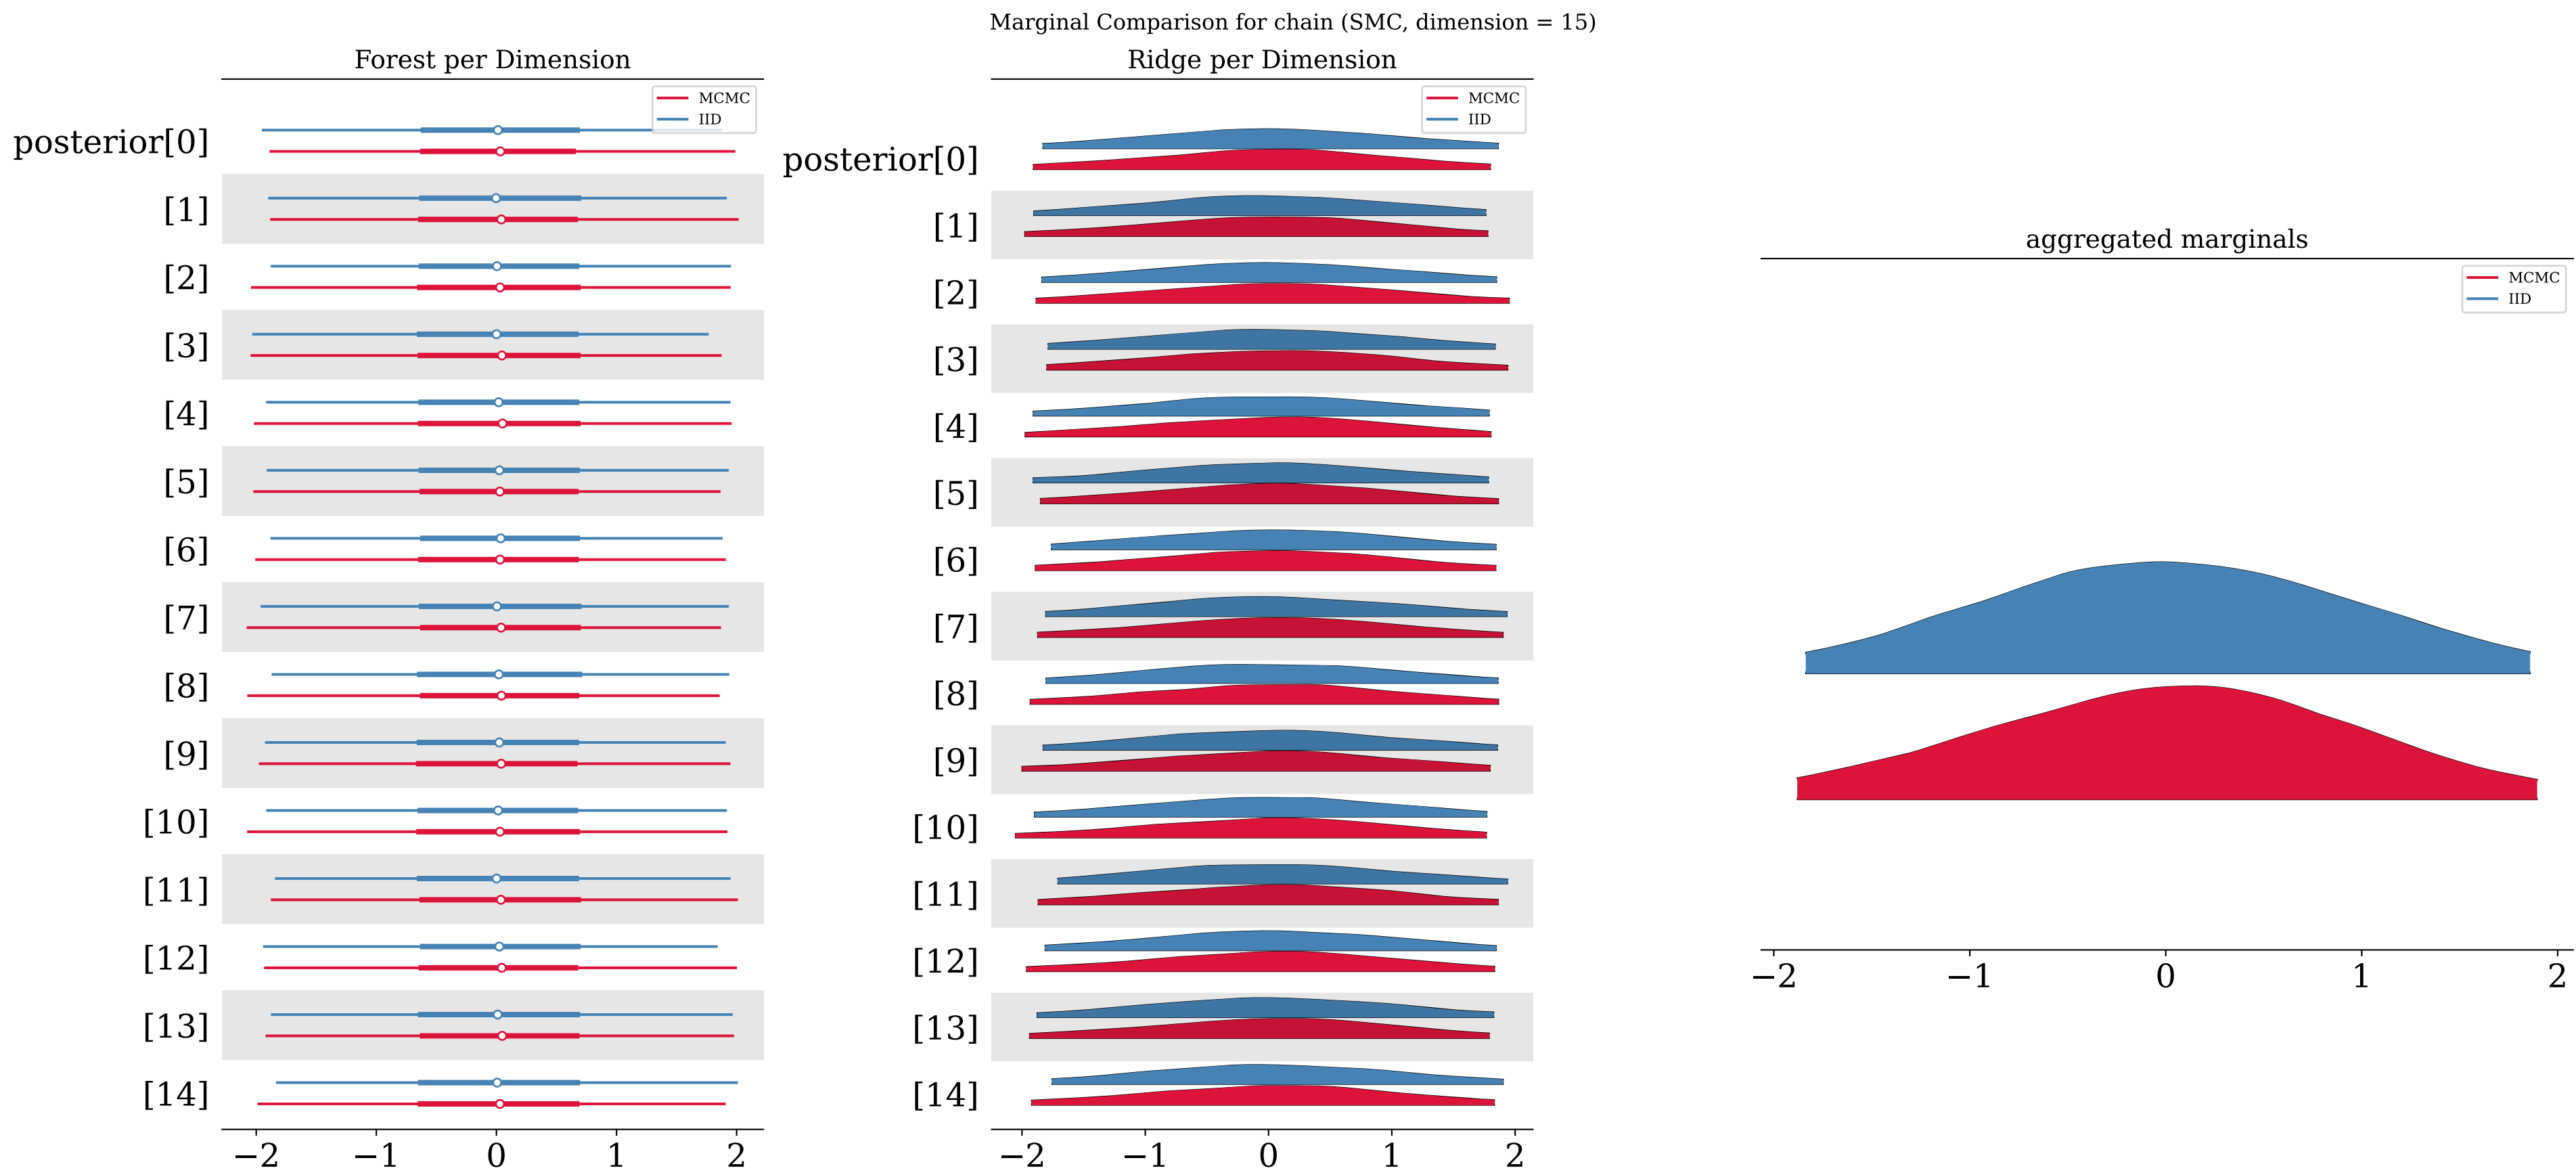 Marginal Comparison for chain (SMC, dimension = 15)
Forest per Dimension
MCMC
IID
posterior[0]
[1]
[2]
[3]
[4]
[5]
[6]
[7]
[8]
[9]
[10]
[11]
[12]
[13]
[14]
−2 −1 0 1 2
Ridge per Dimension
MCMC
IID
posterior[0]
[1]
[2]
[3]
[4]
[5]
[6]
[7]
[8]
[9]
[10]
[11]
[12]
[13]
[14]
−2 −1 0 1 2
aggregated marginals
MCMC
IID
−2 −1 0 1 2